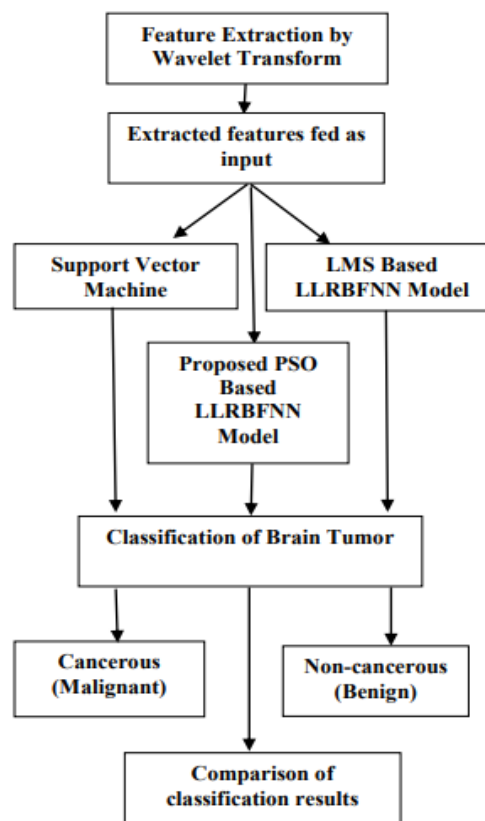 Feature Extraction by
Wavelet Transform
Extracted features fed as
input
Support Vector
Machine
LMS Based
LLRBFNN Model
Proposed PSO
Based
LLRBFNN
Model
Classification of Brain Tumor
Cancerous
(Malignant)
Non-cancerous
(Benign)
Comparison of
classification results